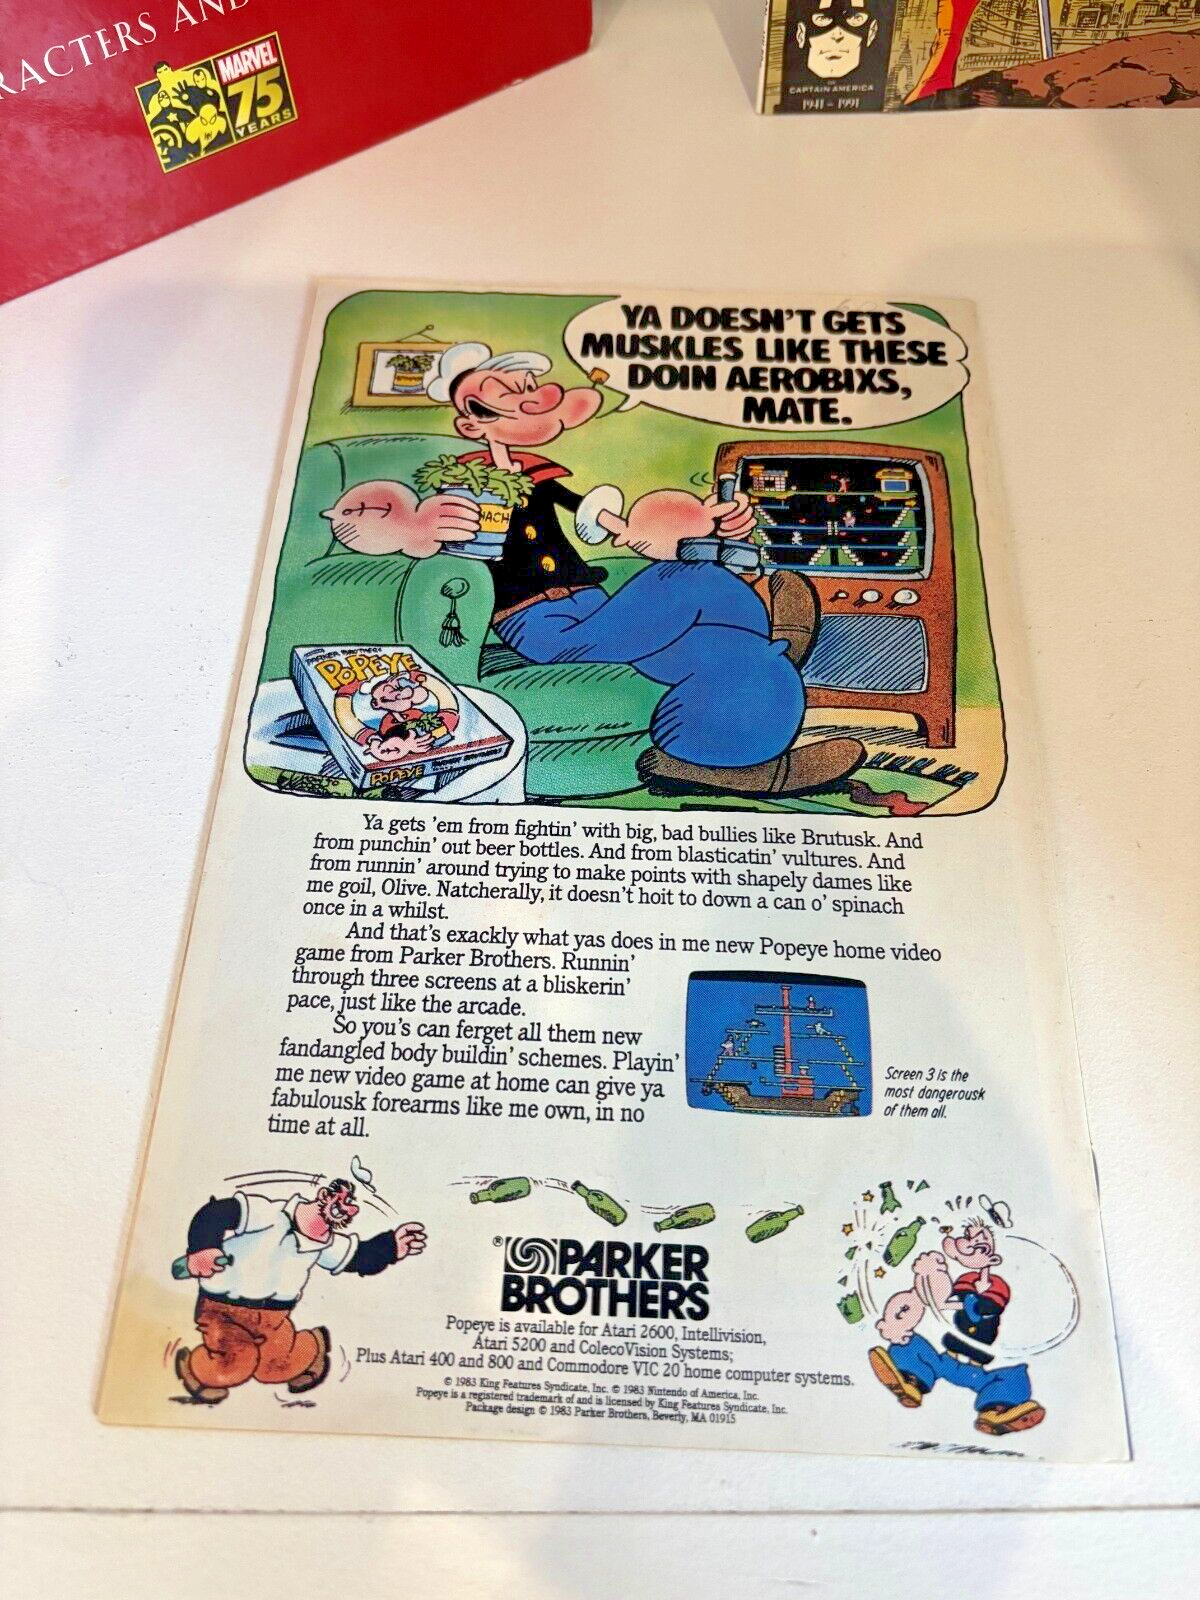 RACTERS AND
MARVEL
75
YEARS
CAPTAIN AMERICA
1941 - 1991
YA DOESN'T GETS
MUSKLES LIKE THESE
DOIN AEROBIXS,
MATE.
NACH
PARKER BROTHERS
POPEYE
POPEYE PARKER BROTHERS
Ya gets 'em from fightin' with big, bad bullies like Brutusk. And
from punchin' out beer bottles. And from blasticatin' vultures. And
from runnin' around trying to make points with shapely dames like
me goil, Olive. Natcherally, it doesn't hoit to down a can o' spinach
once in a whilst.
And that's exackly what yas does in me new Popeye home video
game from Parker Brothers. Runnin'
through three screens at a bliskerin'
pace, just like the arcade.
So you's can ferget all them new
fandangled body buildin' schemes. Playin'
me new video game at home can give ya
fabulousk forearms like me own, in no
time at all.
Screen 3 is the
most dangerousk
of them all.
® PARKER
BROTHERS
Popeye is available for Atari 2600, Intellivision,
Atari 5200 and ColecoVision Systems;
Plus Atari 400 and 800 and Commodore VIC 20 home computer systems.
© 1983 King Features Syndicate, Inc. © 1983 Nintendo of America, Inc.
Popeye is a registered trademark of and is licensed by King Features Syndicate, Inc.
Package design © 1983 Parker Brothers, Beverly, MA 01915